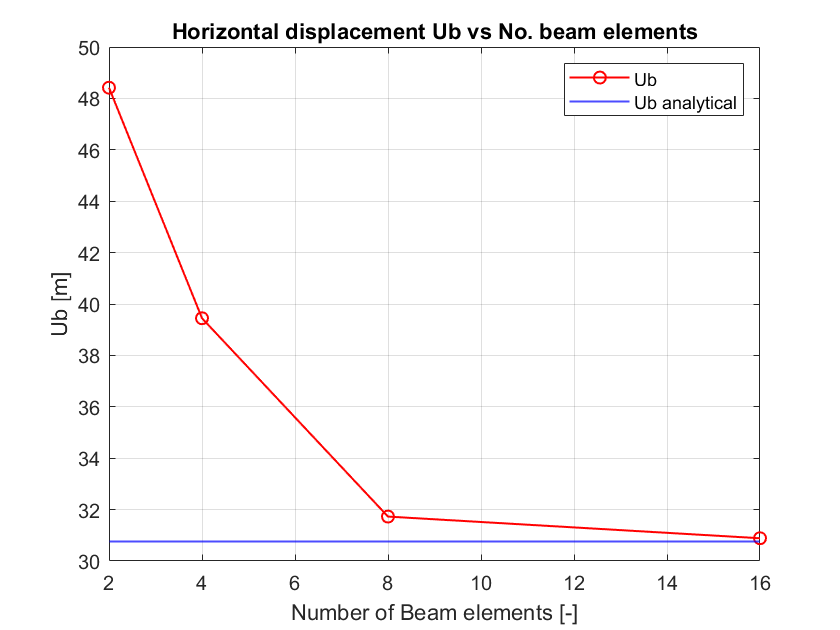 Horizontal displacement Ub vs No. beam elements
Ub
Ub analytical
50
48
46
44
42
40
38
36
34
32
30
Ub [m]
2 4 6 8 10 12 14 16
Number of Beam elements [-]